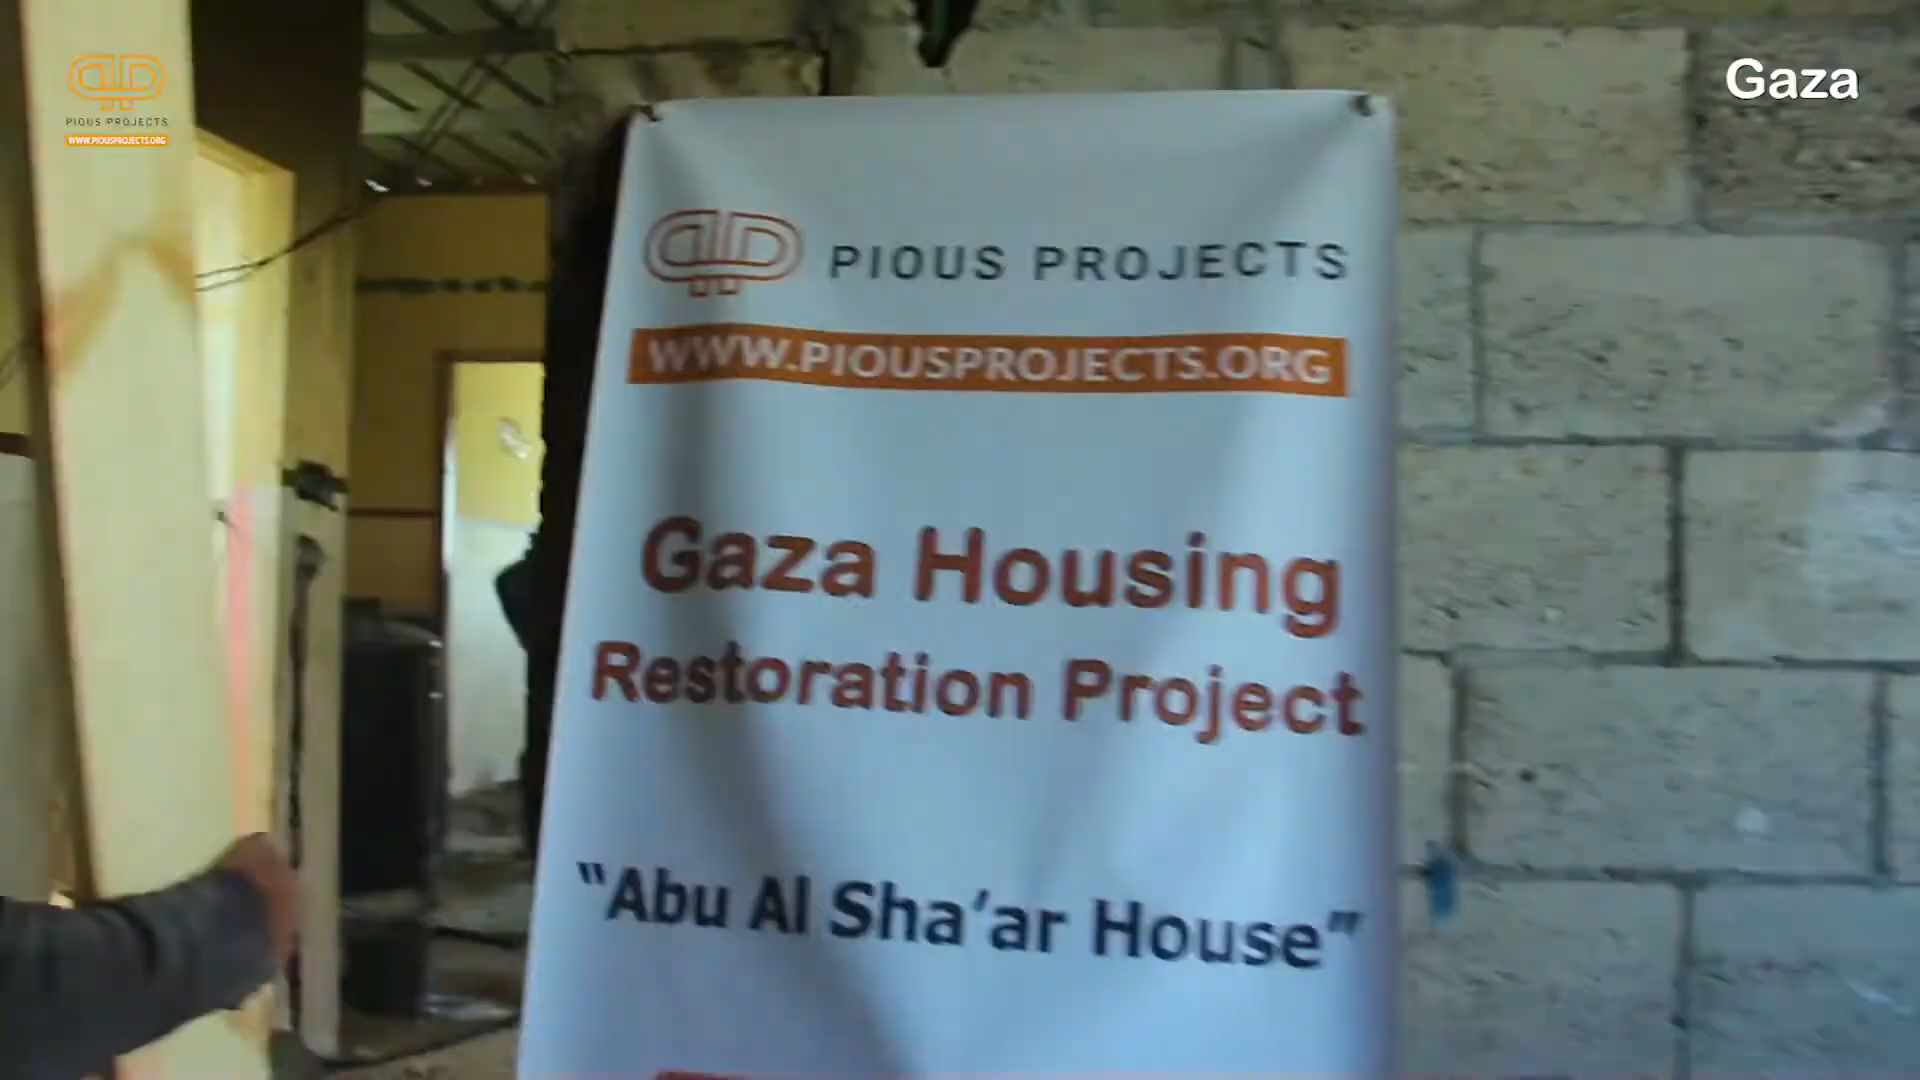 PIOUS PROJECTS
WWW.PIOUSPROJECTS.ORG
Gaza
PIOUS PROJECTS
WWW.PIOUSPROJECTS.ORG
Gaza Housing
Restoration Project
“Abu Al Sha’ar House”